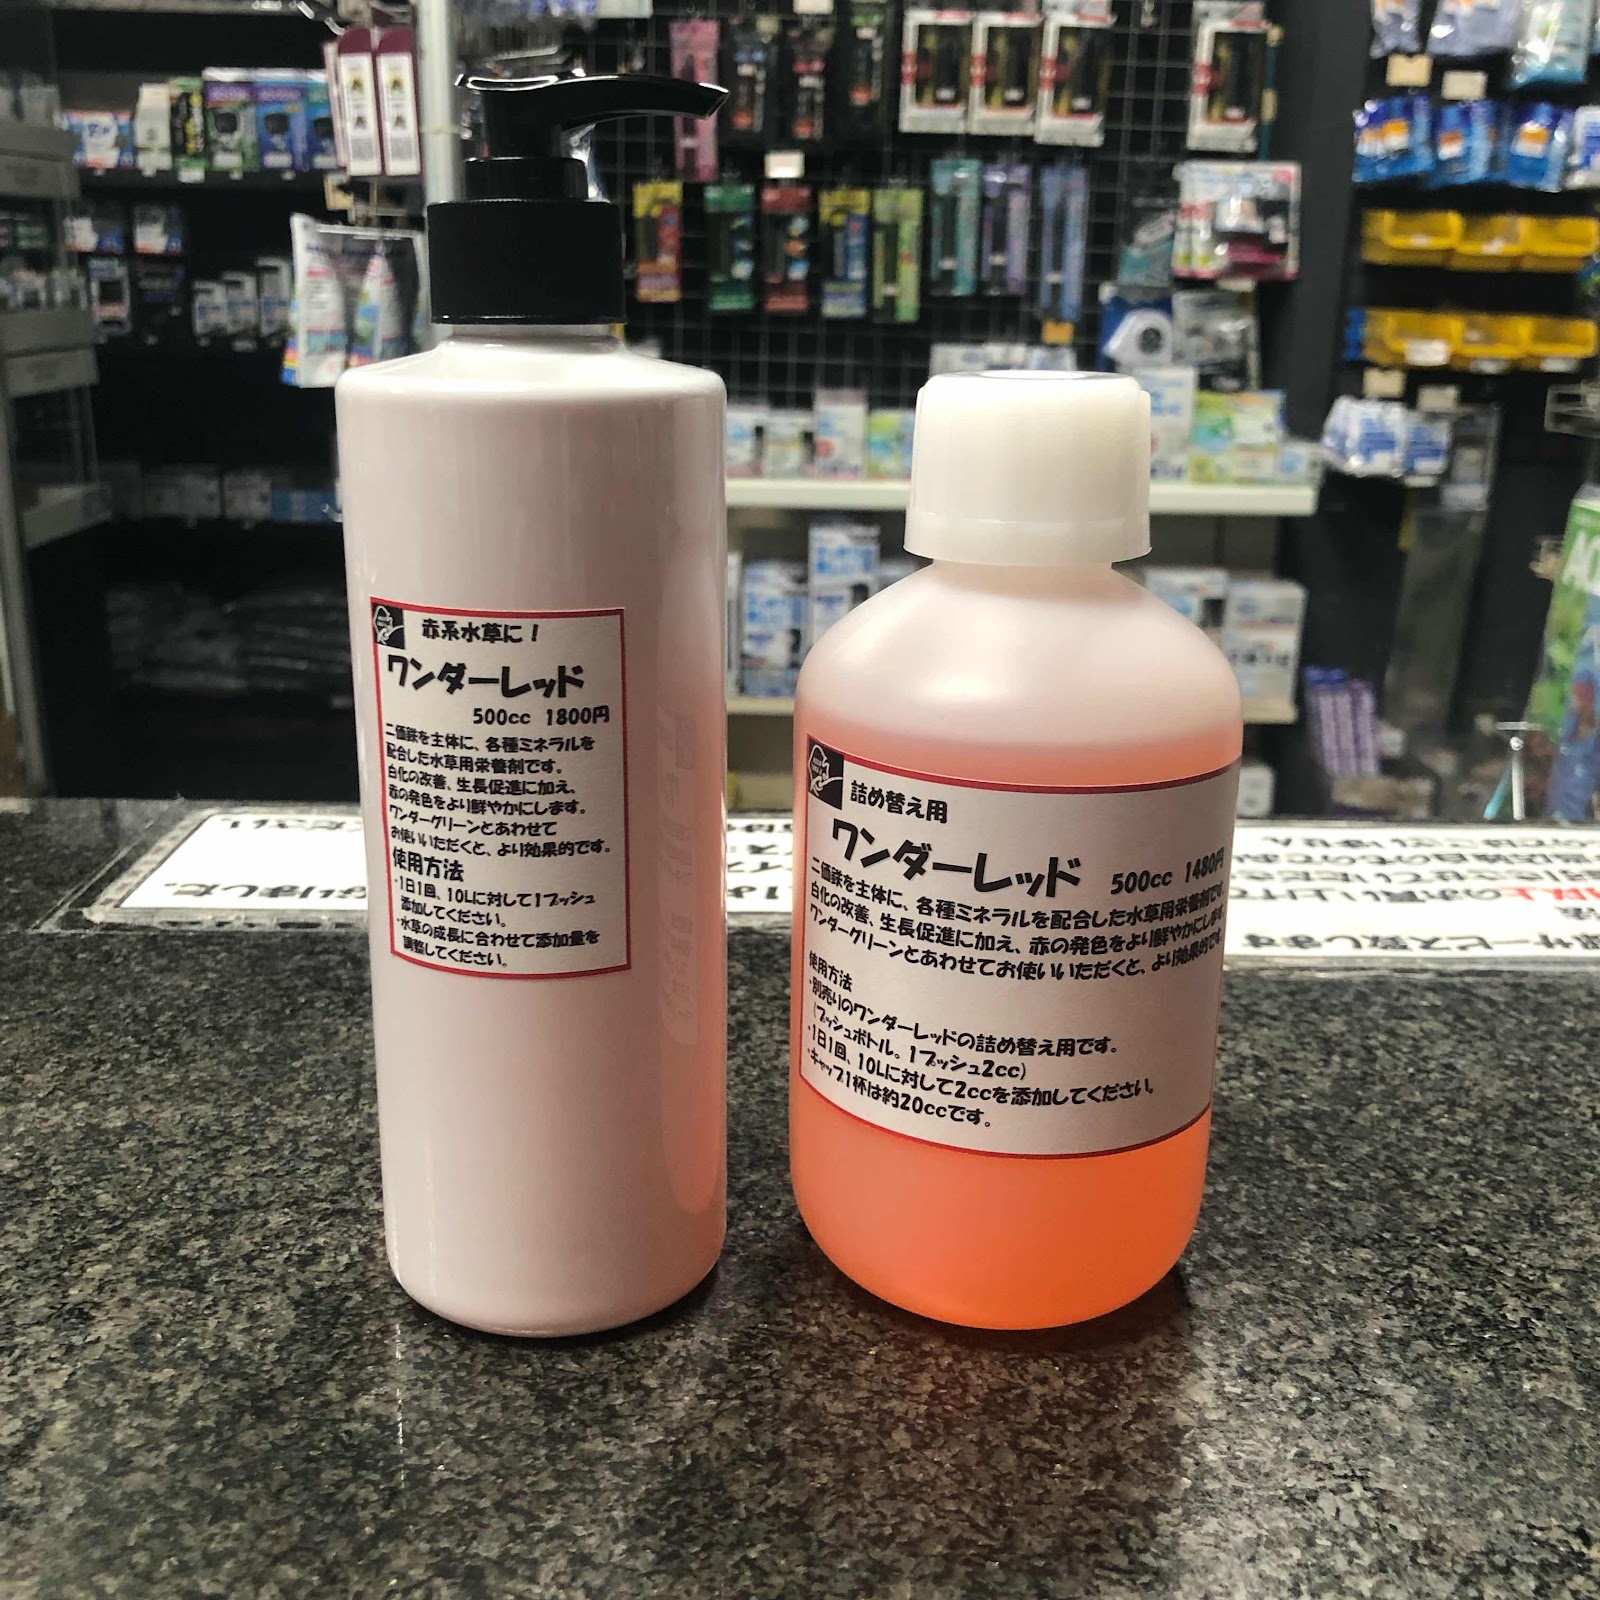 赤系水草に!
ワンダーレッド
500cc 1800円
二価鉄を主体に、各種ミネラルを
配合した水草用栄養剤です。
白化の改善、生長促進に加え、
赤の発色をより鮮やかにします。
ワンダーグリーンとあわせて
お使いいただくと、より効果的です。
使用方法
・1日1回、10Lに対して1プッシュ
添加してください。
・水草の成長に合わせて添加量を
調整してください。
詰め替え用
ワンダーレッド 500cc 1480円
二価鉄を主体に、各種ミネラルを配合した水草用栄養剤です。
白化の改善、生長促進に加え、赤の発色をより鮮やかにします。
ワンダーグリーンとあわせてお使いいただくと、より効果的です。
使用方法
・別売りのワンダーレッドの詰め替え用です。
(プッシュボトル。1プッシュ2cc)
・1日1回、10Lに対して2ccを添加してください。
・キャップ1杯は約20ccです。